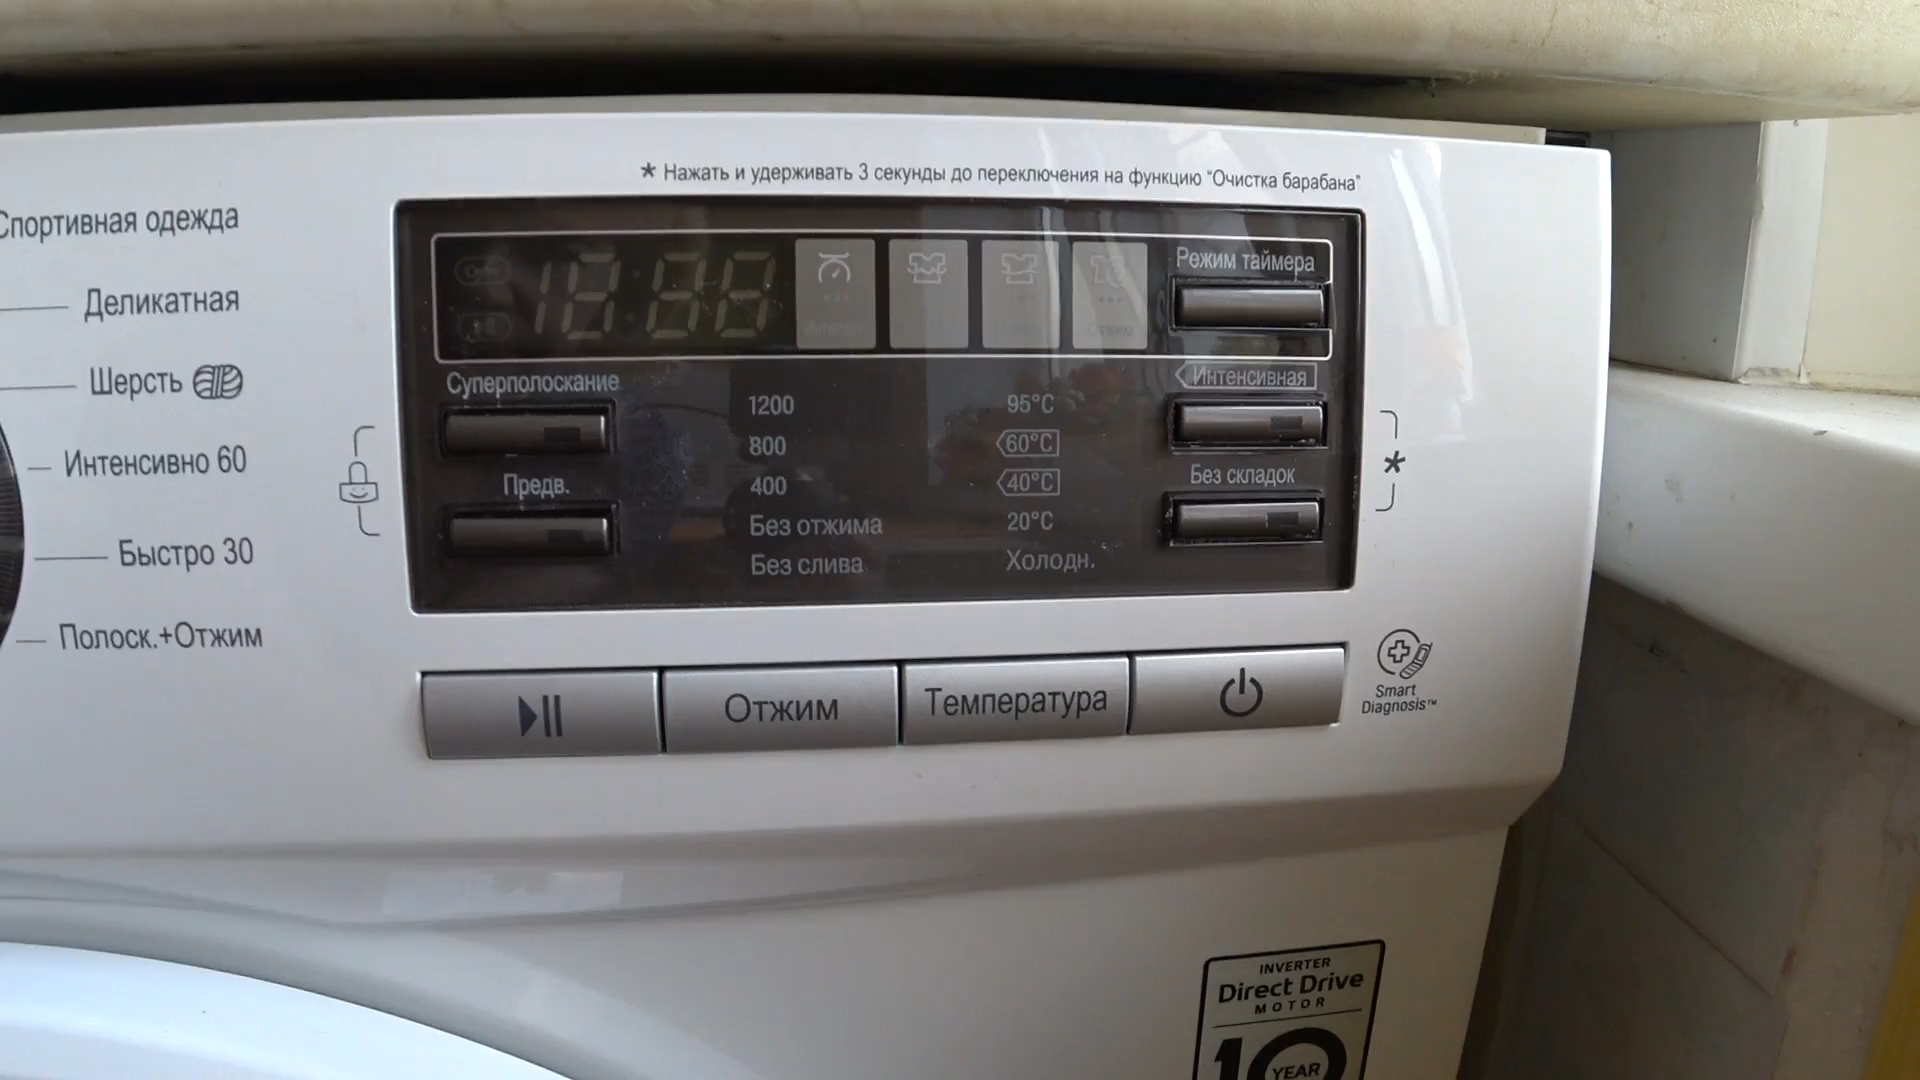 * Нажать и удерживать 3 секунды до переключения на функцию "Очистка барабана"
Спортивная одежда
Деликатная
Шерсть
Интенсивно 60
Быстро 30
Полоск.+Отжим
18:88
Режим таймера
Суперполоскание
Интенсивная
Предв.
Без складок
1200
800
400
Без отжима
Без слива
95°C
60°C
40°C
20°C
Холодн.
*
Отжим
Температура
Smart
Diagnosis™
INVERTER
Direct Drive
MOTOR
10
YEAR